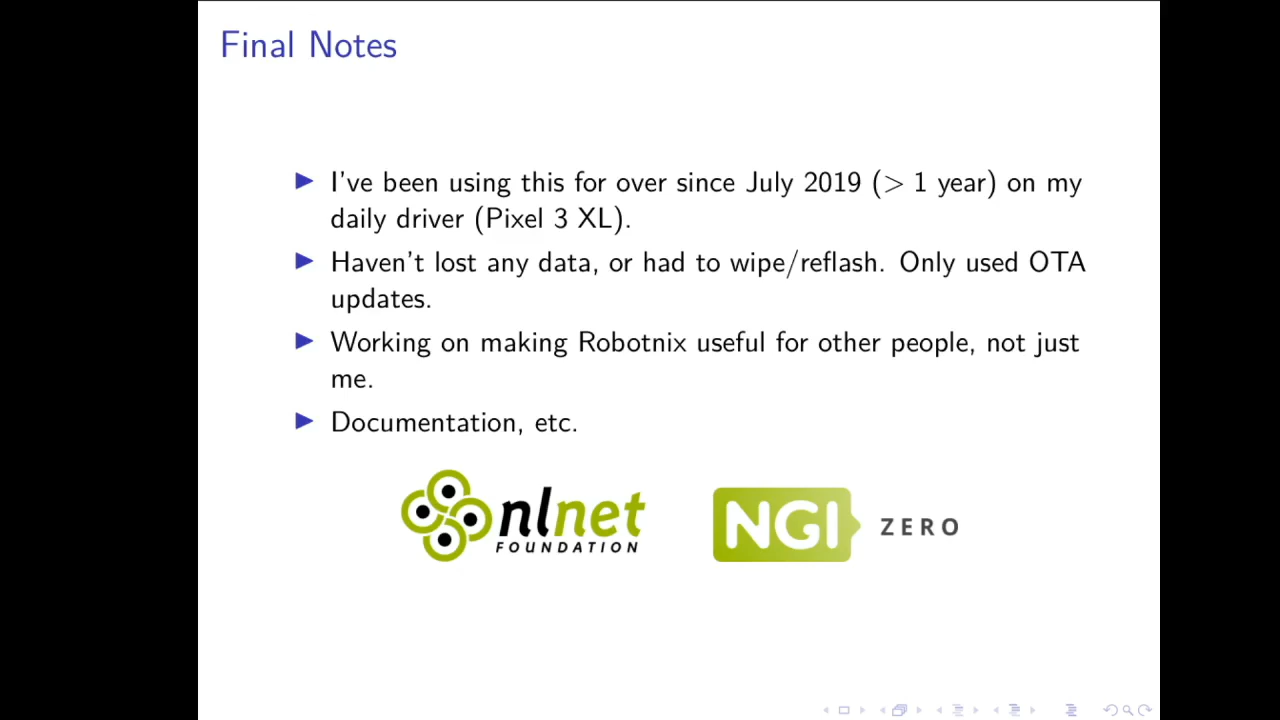 Final Notes
I've been using this for over since July 2019 (> 1 year) on my
daily driver (Pixel 3 XL).
Haven't lost any data, or had to wipe/reflash. Only used OTA
updates.
Working on making Robotnix useful for other people, not just
me.
Documentation, etc.
nlnet
FOUNDATION
NGI ZERO